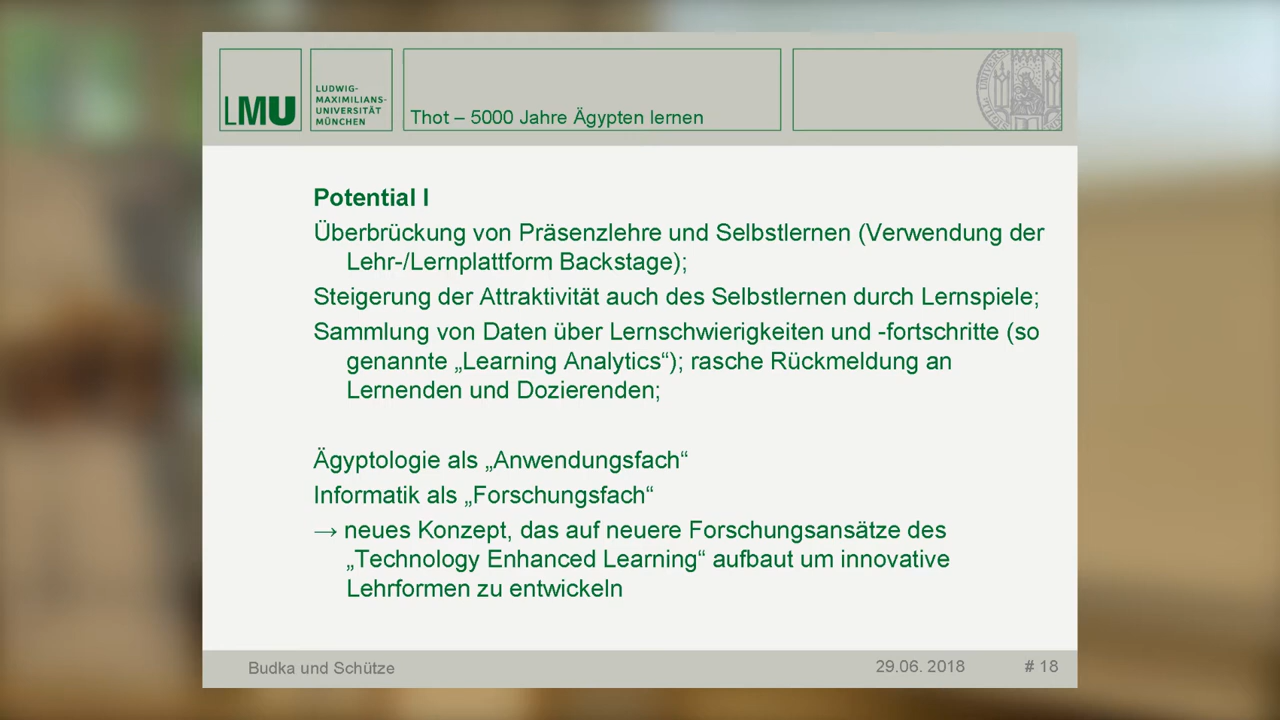 LMU
LUDWIG-
MAXIMILIANS-
UNIVERSITÄT
MÜNCHEN
Thot – 5000 Jahre Ägypten lernen
Potential I
Überbrückung von Präsenzlehre und Selbstlernen (Verwendung der
Lehr-/Lernplattform Backstage);
Steigerung der Attraktivität auch des Selbstlernen durch Lernspiele;
Sammlung von Daten über Lernschwierigkeiten und -fortschritte (so
genannte „Learning Analytics“); rasche Rückmeldung an
Lernenden und Dozierenden;
Ägyptologie als „Anwendungsfach“
Informatik als „Forschungsfach“
→ neues Konzept, das auf neuere Forschungsansätze des
„Technology Enhanced Learning“ aufbaut um innovative
Lehrformen zu entwickeln
Budka und Schütze
29.06. 2018
# 18